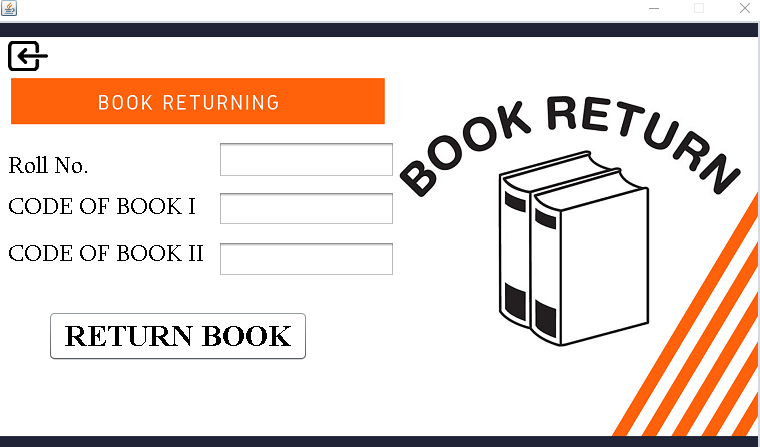 BOOK RETURNING
BOOK RETURN
Roll No.
CODE OF BOOK I
CODE OF BOOK II
RETURN BOOK